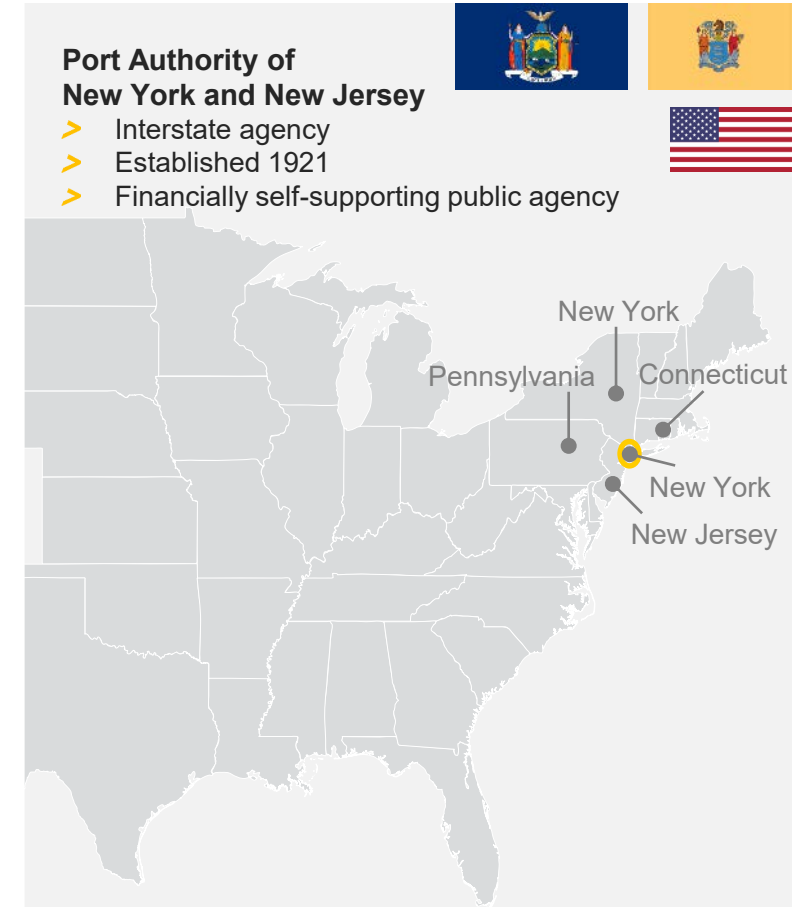 Port Authority of
New York and New Jersey
> Interstate agency
> Established 1921
> Financially self-supporting public agency
New York
Pennsylvania
Connecticut
New York
New Jersey